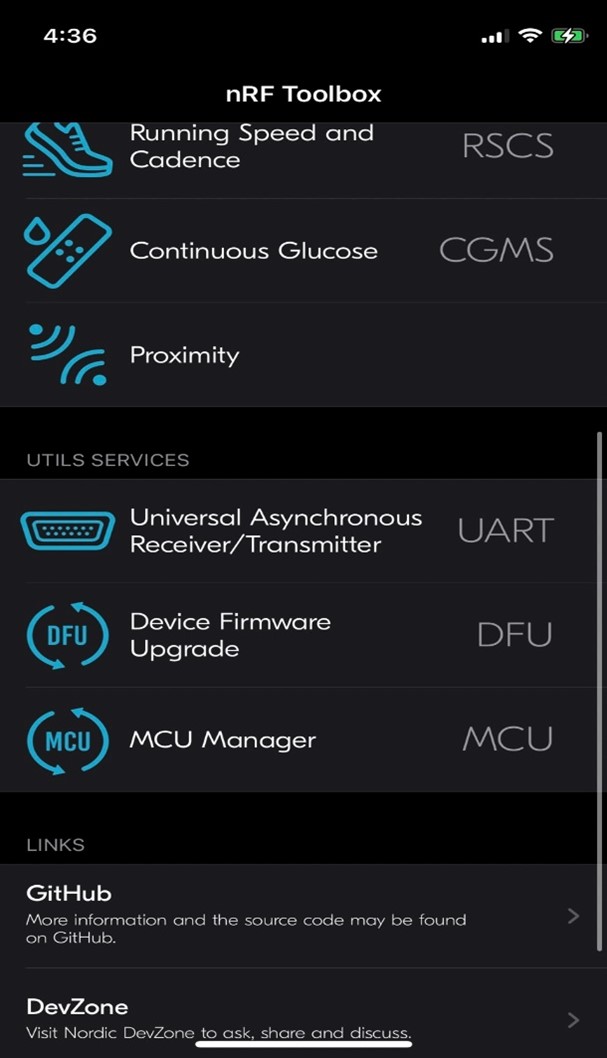 4:36
nRF Toolbox
Running Speed and
Cadence
RSCS
Continuous Glucose
CGMS
Proximity
UTILS SERVICES
Universal Asynchronous
Receiver/Transmitter
UART
DFU
Device Firmware
Upgrade
DFU
MCU
MCU Manager
MCU
LINKS
GitHub
More information and the source code may be found
on GitHub.
DevZone
Visit Nordic DevZone to ask, share and discuss.